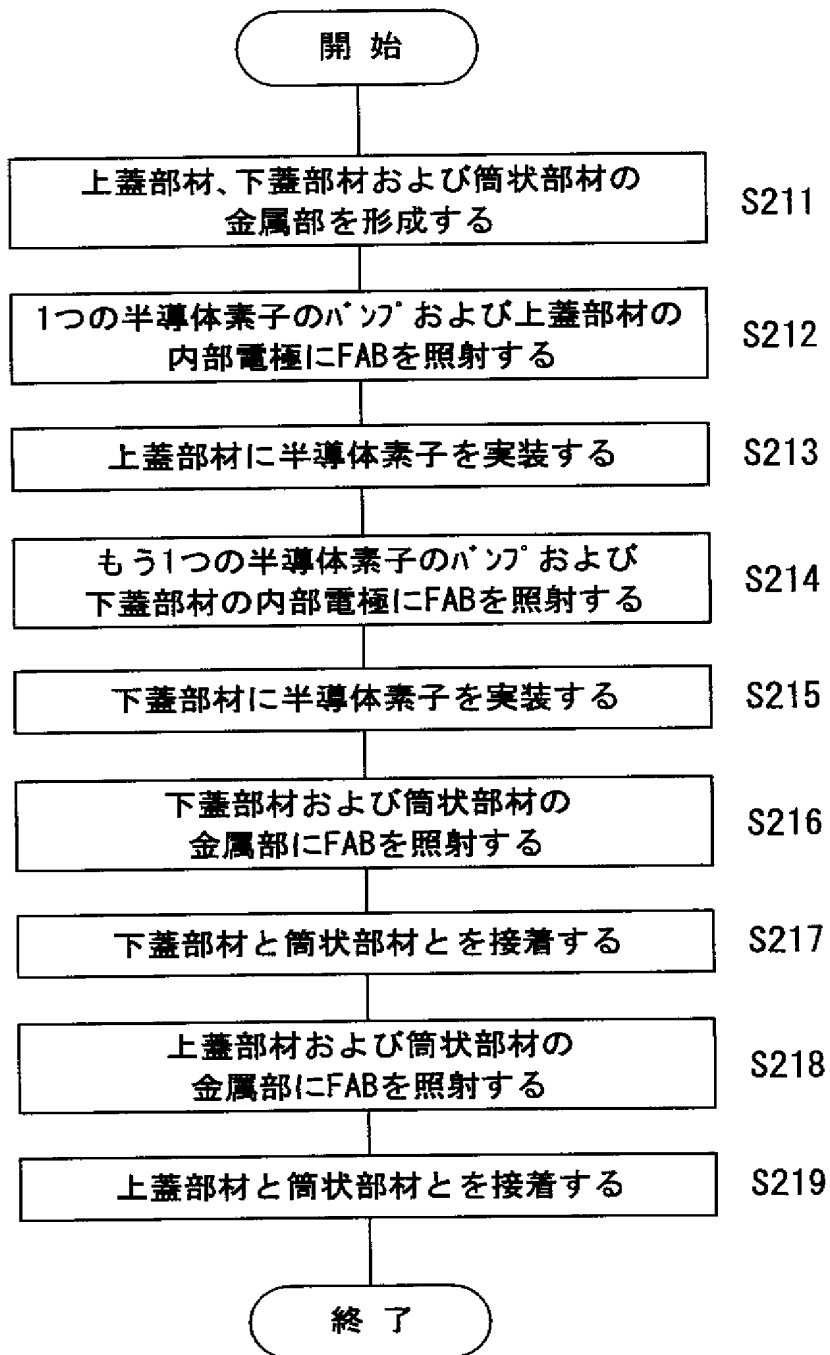 開 始
上蓋部材、下蓋部材および筒状部材の
金属部を形成する
S211
1つの半導体素子のバンプおよび上蓋部材の
内部電極にFABを照射する
S212
上蓋部材に半導体素子を実装する
S213
もう1つの半導体素子のバンプおよび
下蓋部材の内部電極にFABを照射する
S214
下蓋部材に半導体素子を実装する
S215
下蓋部材および筒状部材の
金属部にFABを照射する
S216
下蓋部材と筒状部材とを接着する
S217
上蓋部材および筒状部材の
金属部にFABを照射する
S218
上蓋部材と筒状部材とを接着する
S219
終 了